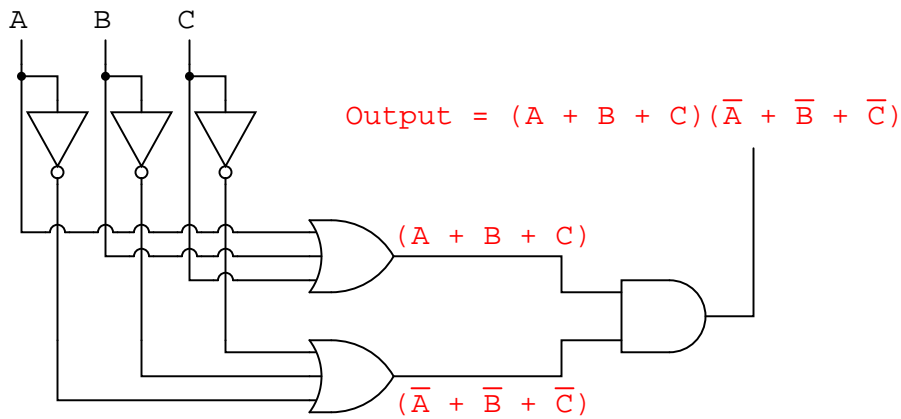 A B C
Output = (A + B + C)(A̅ + B̅ + C̅)
(A + B + C)
(A̅ + B̅ + C̅)